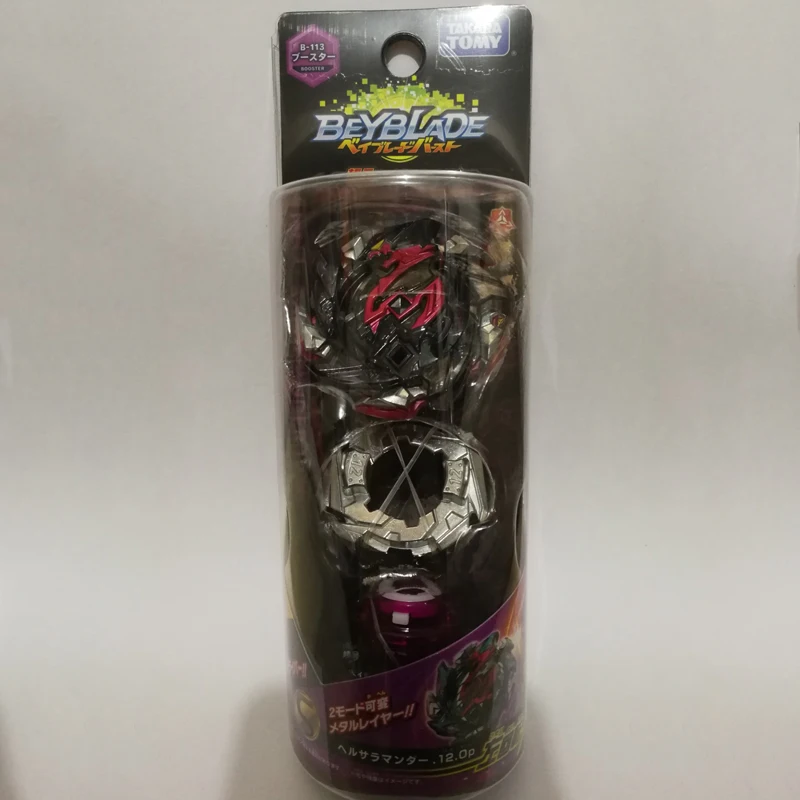 B-113
ブースター
BOOSTER
TAKARA
TOMY
BEYBLADE
ベイブレードバースト
2モード可変
メタルレイヤー!!
ヘルサラマンダー.12.Op